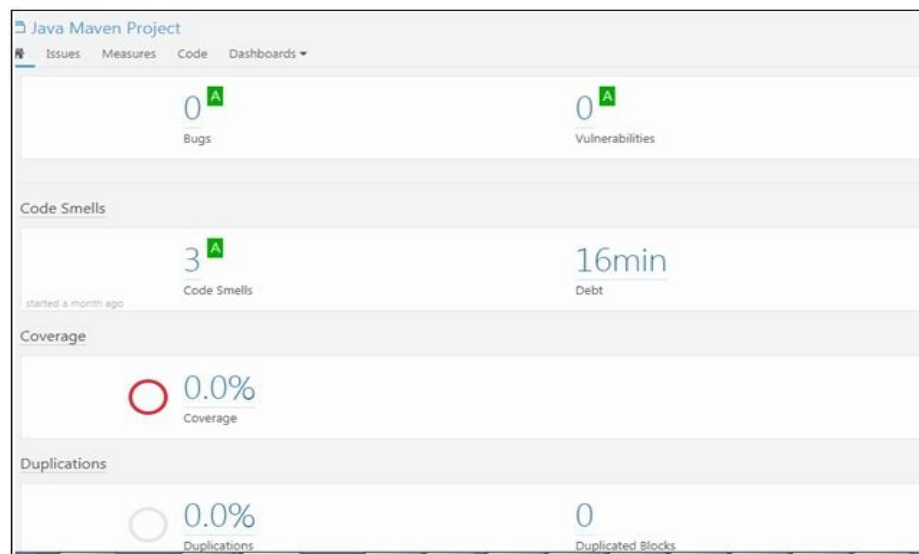 Java Maven Project
Issues Measures Code Dashboards
0 A 0 A
Bugs Vulnerabilities
Code Smells
3 A 16min
Code Smells Debt
started a month ago
Coverage
0.0%
Coverage
Duplications
0.0% 0
Duplications Duplicated Blocks